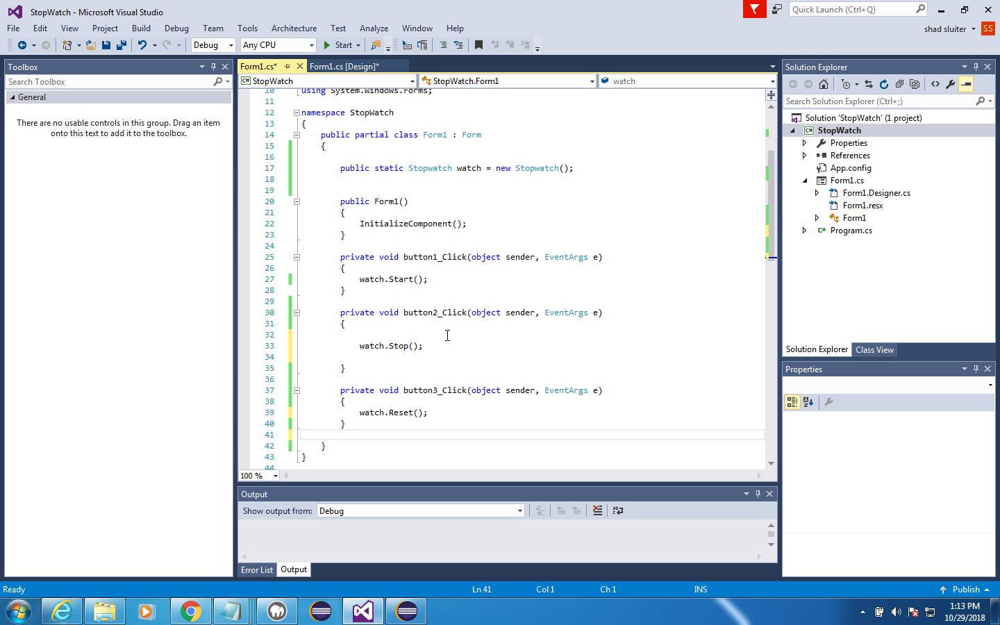 StopWatch - Microsoft Visual Studio
Quick Launch (Ctrl+Q)
File Edit View Project Build Debug Team Tools Architecture Test Analyze Window Help
shad sluiter SS
Debug Any CPU Start
Toolbox
Search Toolbox
General
There are no usable controls in this group. Drag an item
onto this text to add it to the toolbox.
Form1.cs* Form1.cs [Design]*
C# StopWatch StopWatch.Form1 watch
10 using System.Windows.Forms;
11
12 namespace StopWatch
13 {
14 public partial class Form1 : Form
15 {
16
17 public static Stopwatch watch = new Stopwatch();
18
19
20 public Form1()
21 {
22 InitializeComponent();
23 }
24
25 private void button1_Click(object sender, EventArgs e)
26 {
27 watch.Start();
28 }
29
30 private void button2_Click(object sender, EventArgs e)
31 {
32
33 watch.Stop();
34
35 }
36
37 private void button3_Click(object sender, EventArgs e)
38 {
39 watch.Reset();
40 }
41
42 }
43 }
44
100 %
Output
Show output from: Debug
Error List Output
Solution Explorer
Search Solution Explorer (Ctrl+;)
Solution 'StopWatch' (1 project)
C# StopWatch
Properties
References
App.config
Form1.cs
Form1.Designer.cs
Form1.resx
Form1
C# Program.cs
Solution Explorer Class View
Properties
Ready Ln 41 Col 1 Ch 1 INS Publish
1:13 PM
10/29/2018